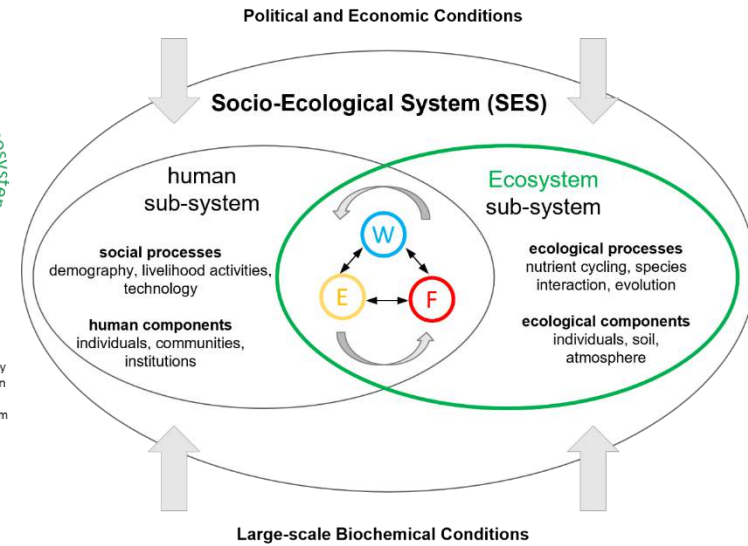 Political and Economic Conditions
Socio-Ecological System (SES)
human
sub-system
social processes
demography, livelihood activities,
technology
human components
individuals, communities,
institutions
W
E
F
Ecosystem
sub-system
ecological processes
nutrient cycling, species
interaction, evolution
ecological components
individuals, soil,
atmosphere
Large-scale Biochemical Conditions